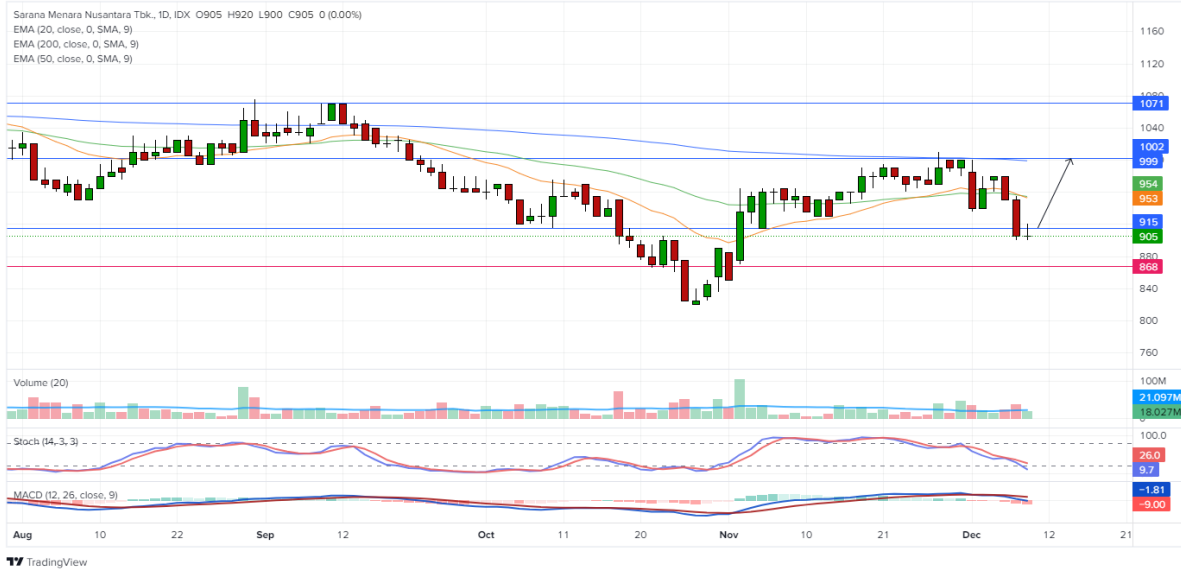 Sarana Menara Nusantara Tbk., 1D, IDX O905 H920 L900 C905 0 (0.00%)
EMA (20, close, 0, SMA, 9)
EMA (200, close, 0, SMA, 9)
EMA (50, close, 0, SMA, 9)
1160
1120
1080
1071
1040
1002
999
954
953
915
905
880
868
840
800
760
Volume (20)
100M
21.097M
18.027M
0
Stoch (14, 3, 3)
100.0
26.0
9.7
MACD (12, 26, close, 9)
−1.81
−9.00
Aug 10 22 Sep 12 Oct 11 20 Nov 10 21 Dec 12 21
TradingView